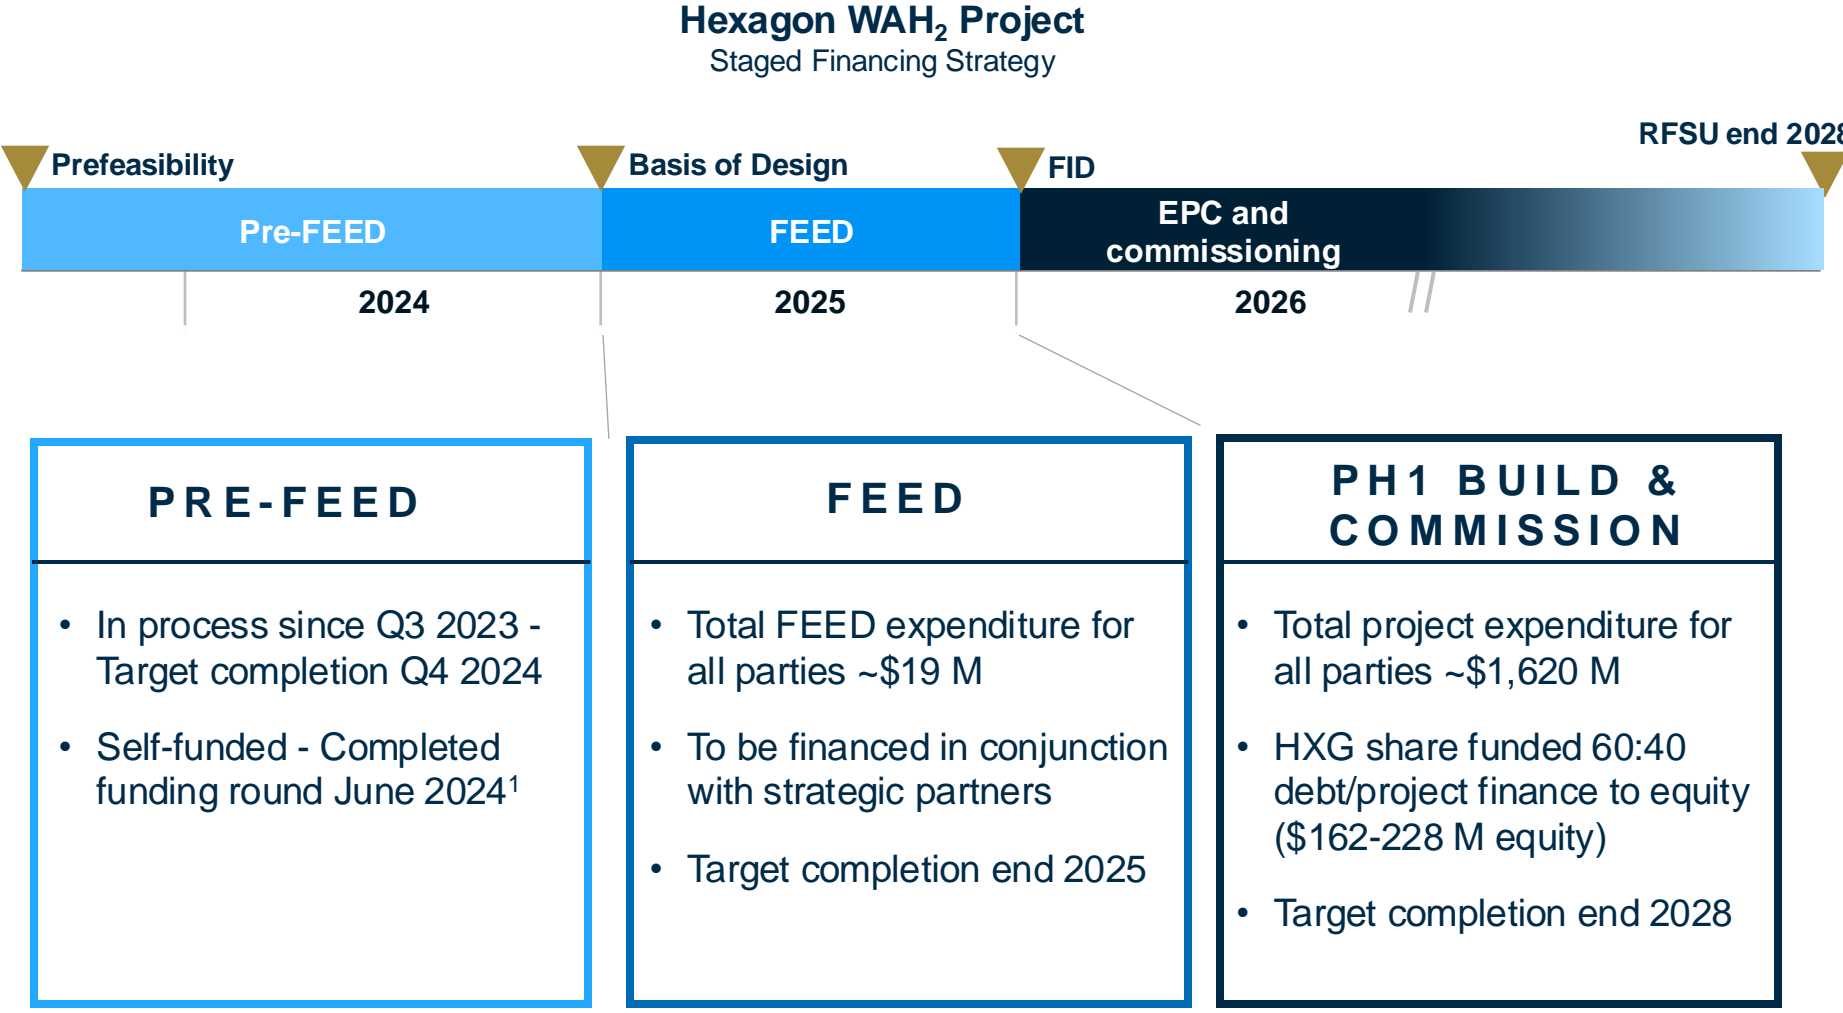 Hexagon WAH₂ Project
Staged Financing Strategy
RFSU end 2028
Prefeasibility
Basis of Design
FID
Pre-FEED
FEED
EPC and
commissioning
2024
2025
2026
PRE-FEED
• In process since Q3 2023 -
Target completion Q4 2024
• Self-funded - Completed
funding round June 2024¹
FEED
• Total FEED expenditure for
all parties ~$19 M
• To be financed in conjunction
with strategic partners
• Target completion end 2025
PH1 BUILD &
COMMISSION
• Total project expenditure for
all parties ~$1,620 M
• HXG share funded 60:40
debt/project finance to equity
($162-228 M equity)
• Target completion end 2028